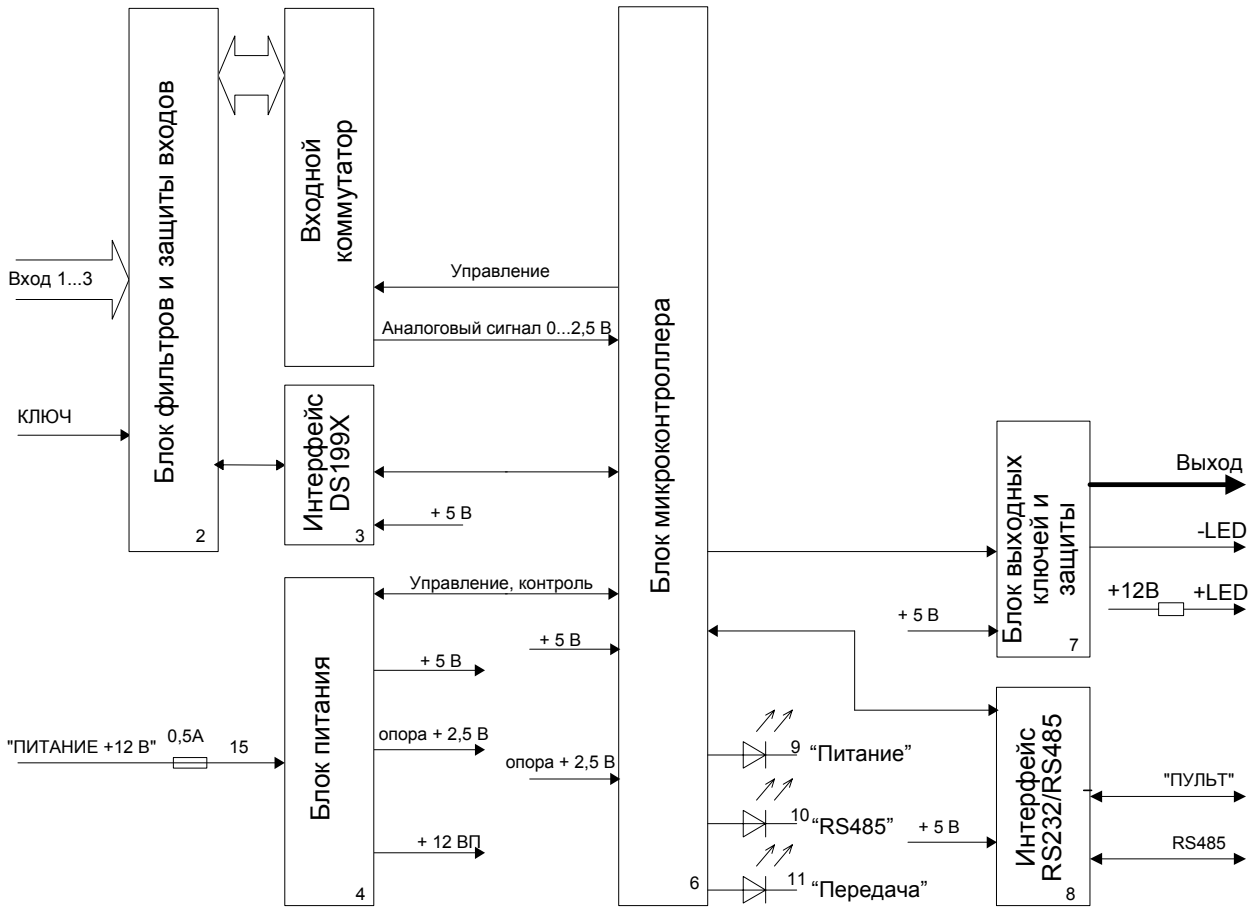 Блок фильтров и защиты входов
2
Входной
коммутатор
Вход 1...3
КЛЮЧ
Управление
Аналоговый сигнал 0...2,5 В
Интерфейс
DS199X
3
+ 5 В
Блок питания
4
"ПИТАНИЕ +12 В"
0,5А
15
Управление, контроль
+ 5 В
опора + 2,5 В
+ 12 ВП
+ 5 В
опора + 2,5 В
Блок микроконтроллера
6
9 “Питание”
10 “RS485”
11 “Передача”
Блок выходных
ключей и
защиты
7
+ 5 В
Выход
-LED
+12В
+LED
Интерфейс
RS232/RS485
8
+ 5 В
"ПУЛЬТ"
RS485